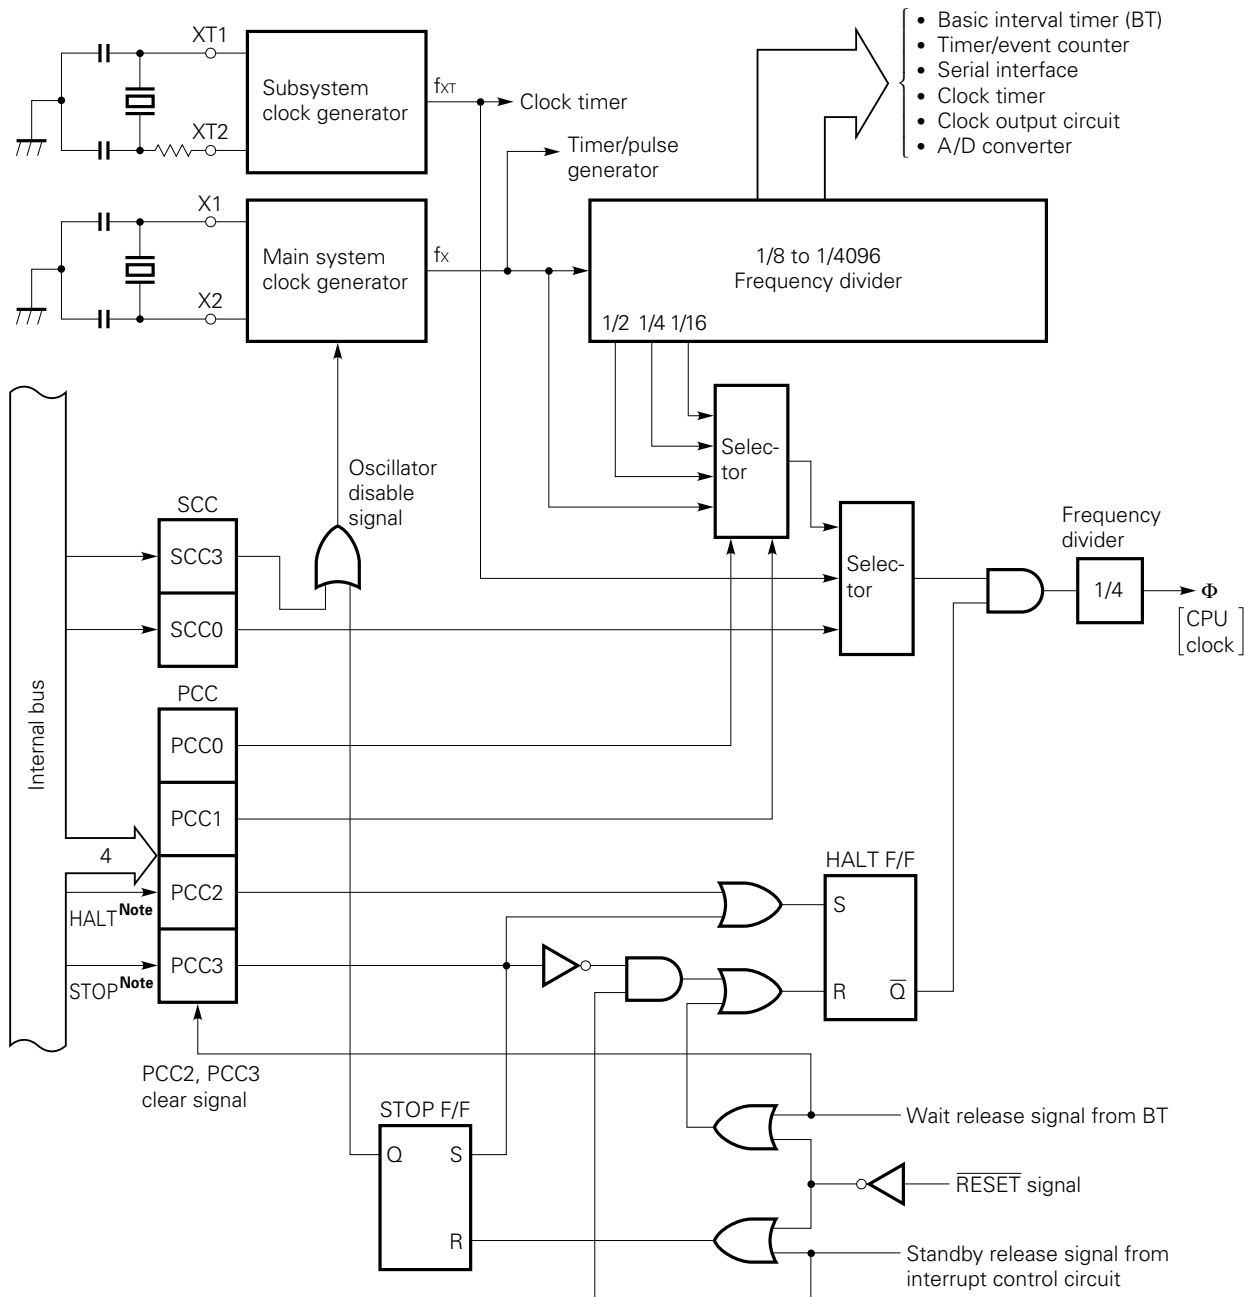 XT1
XT2
Subsystem
clock generator
fXT
Clock timer
Timer/pulse
generator
• Basic interval timer (BT)
• Timer/event counter
• Serial interface
• Clock timer
• Clock output circuit
• A/D converter
X1
X2
Main system
clock generator
fX
1/8 to 1/4096
Frequency divider
1/2 1/4 1/16
Oscillator
disable
signal
Selec-
tor
Selec-
tor
Frequency
divider
1/4
Φ
[CPU
clock]
Internal bus
SCC
SCC3
SCC0
PCC
PCC0
PCC1
4
PCC2
HALT Note
PCC3
STOP Note
HALT F/F
S
R Q̅
PCC2, PCC3
clear signal
STOP F/F
Q S
R
Wait release signal from BT
R̅E̅S̅E̅T̅ signal
Standby release signal from
interrupt control circuit